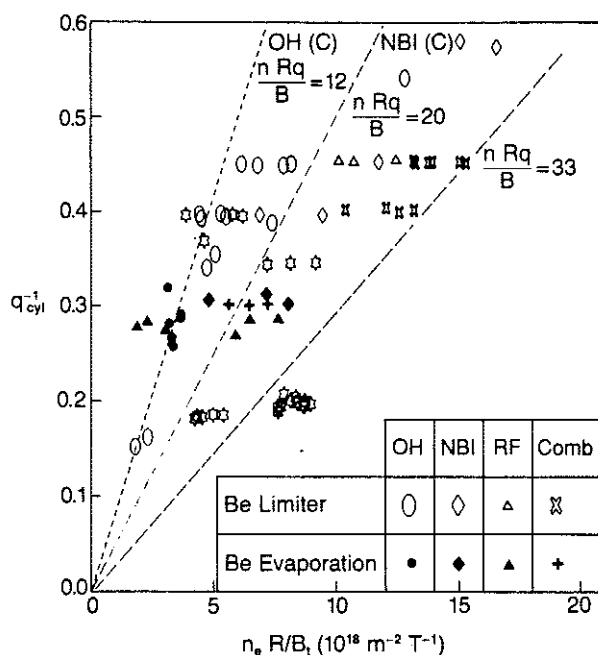 0.6
OH (C)
n Rq
B
=12
NBI (C)
n Rq
B
=20
n Rq
B
=33
0.5
0.4
q⁻¹cyl
0.3
0.2
0.1
0.0
OH NBI RF Comb
Be Limiter
Be Evaporation
0 5 10 15 20
nₑ R/Bₜ (10¹⁸ m⁻² T⁻¹)